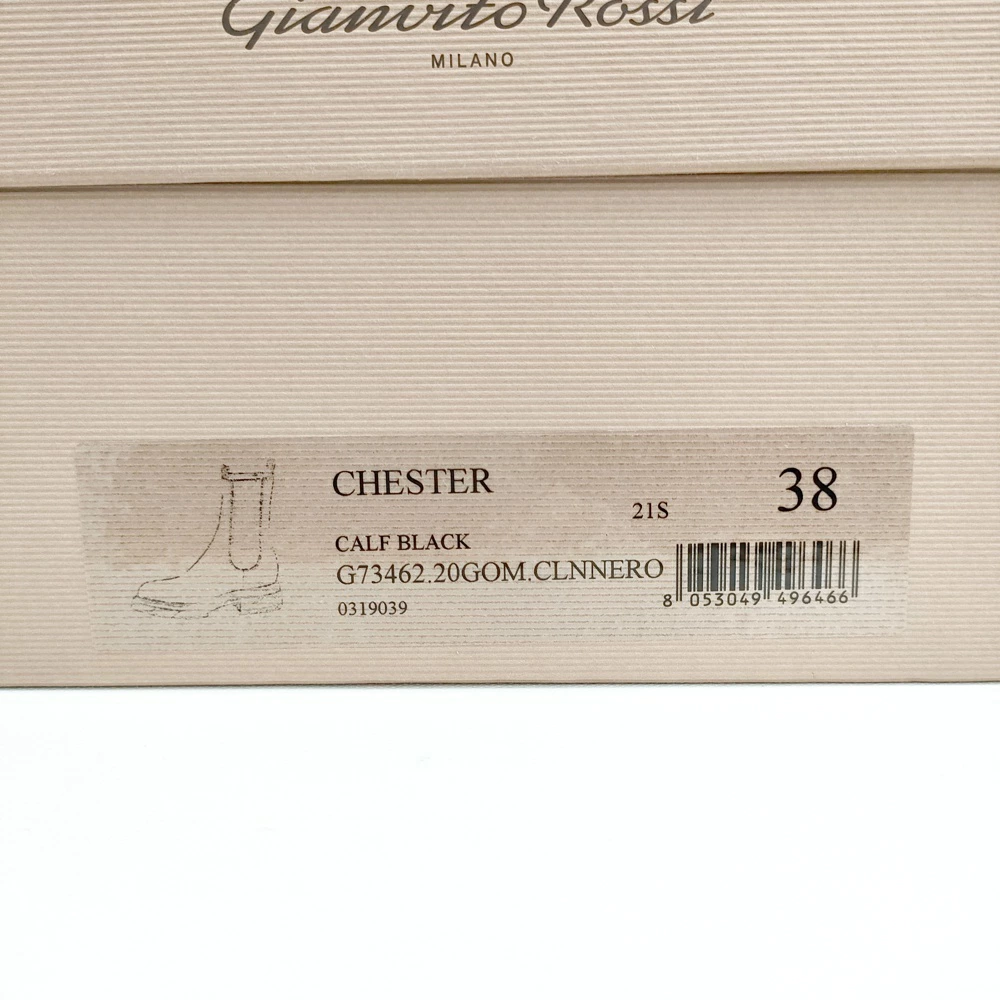 Gianvito Rossi
MILANO
CHESTER
21S
38
CALF BLACK
G73462.20GOM.CLNNERO
0319039
8 053049 496466